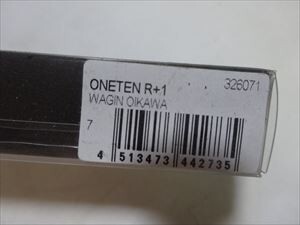 ONETEN R+1 326071
WAGIN OIKAWA
7
4 513473 442735